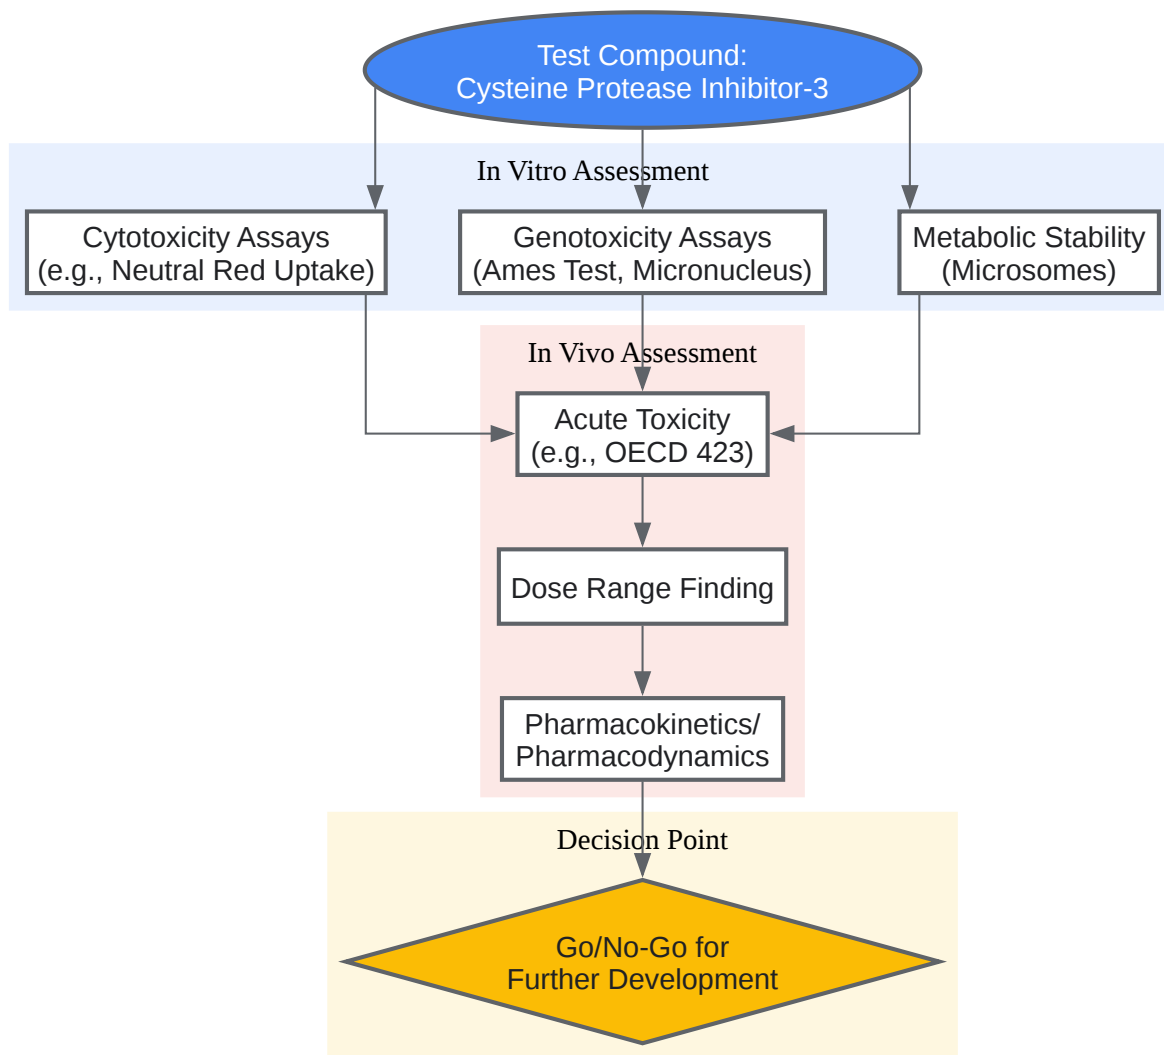 Test Compound:
Cysteine Protease Inhibitor-3
In Vitro Assessment
Cytotoxicity Assays
(e.g., Neutral Red Uptake)
Genotoxicity Assays
(Ames Test, Micronucleus)
Metabolic Stability
(Microsomes)
In Vivo Assessment
Acute Toxicity
(e.g., OECD 423)
Dose Range Finding
Pharmacokinetics/
Pharmacodynamics
Decision Point
Go/No-Go for
Further Development